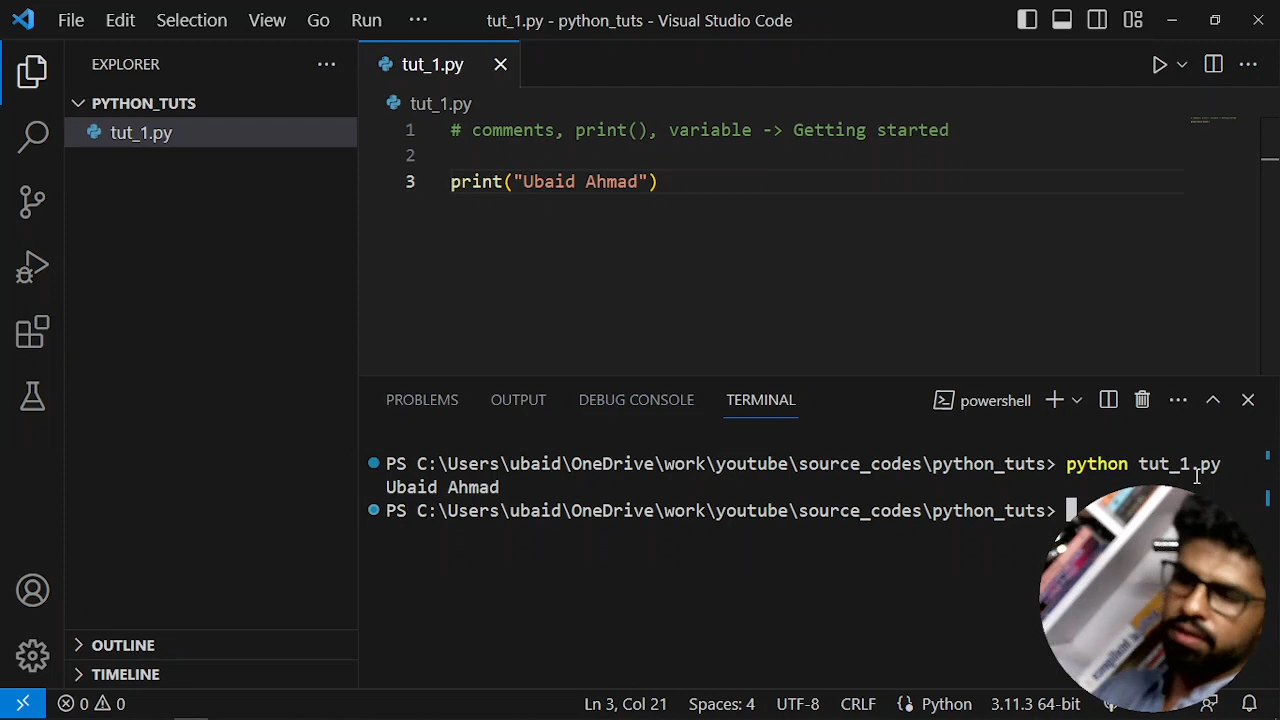 File Edit Selection View Go Run ··· tut_1.py - python_tuts - Visual Studio Code
EXPLORER ···
PYTHON_TUTS
tut_1.py
OUTLINE
TIMELINE
tut_1.py
tut_1.py
1 # comments, print(), variable -> Getting started
2
3 print("Ubaid Ahmad")
PROBLEMS OUTPUT DEBUG CONSOLE TERMINAL powershell
PS C:\Users\ubaid\OneDrive\work\youtube\source_codes\python_tuts> python tut_1.py
Ubaid Ahmad
PS C:\Users\ubaid\OneDrive\work\youtube\source_codes\python_tuts>
0 0 Ln 3, Col 21 Spaces: 4 UTF-8 CRLF Python 3.11.3 64-bit